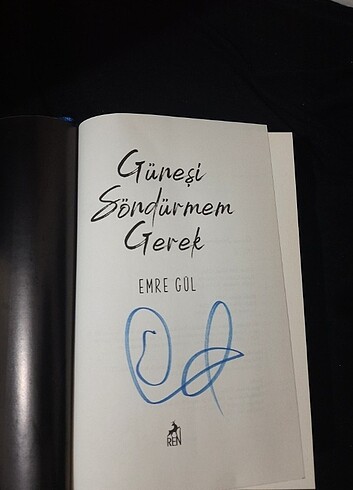 Güneşi
Söndürmem
Gerek
EMRE GÜL
REN